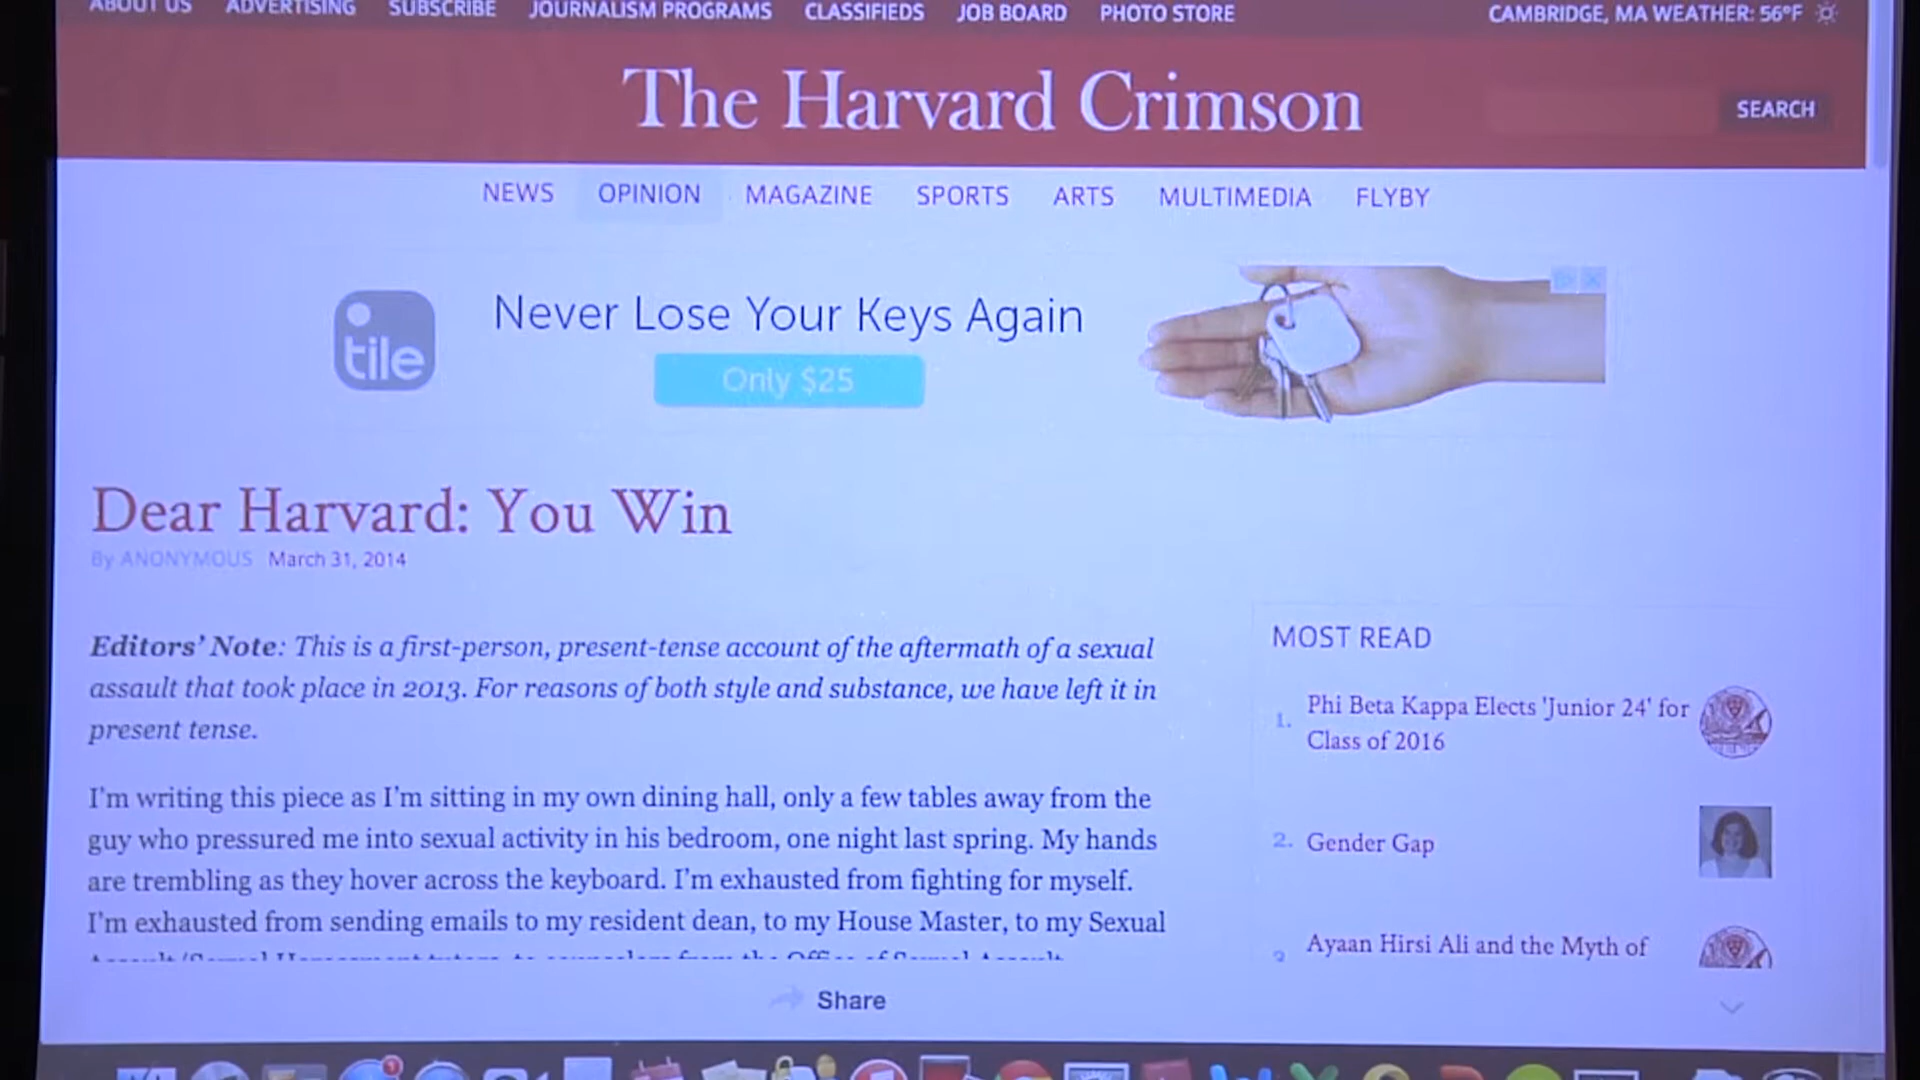 ABOUT US ADVERTISING SUBSCRIBE JOURNALISM PROGRAMS CLASSIFIEDS JOB BOARD PHOTO STORE CAMBRIDGE, MA WEATHER: 56°F
The Harvard Crimson
SEARCH
NEWS OPINION MAGAZINE SPORTS ARTS MULTIMEDIA FLYBY
tile
Never Lose Your Keys Again
Only $25
Dear Harvard: You Win
By ANONYMOUS March 31, 2014
Editors' Note: This is a first-person, present-tense account of the aftermath of a sexual
assault that took place in 2013. For reasons of both style and substance, we have left it in
present tense.
I'm writing this piece as I'm sitting in my own dining hall, only a few tables away from the
guy who pressured me into sexual activity in his bedroom, one night last spring. My hands
are trembling as they hover across the keyboard. I'm exhausted from fighting for myself.
I'm exhausted from sending emails to my resident dean, to my House Master, to my Sexual
MOST READ
1. Phi Beta Kappa Elects 'Junior 24' for
Class of 2016
2. Gender Gap
Ayaan Hirsi Ali and the Myth of
Share
1